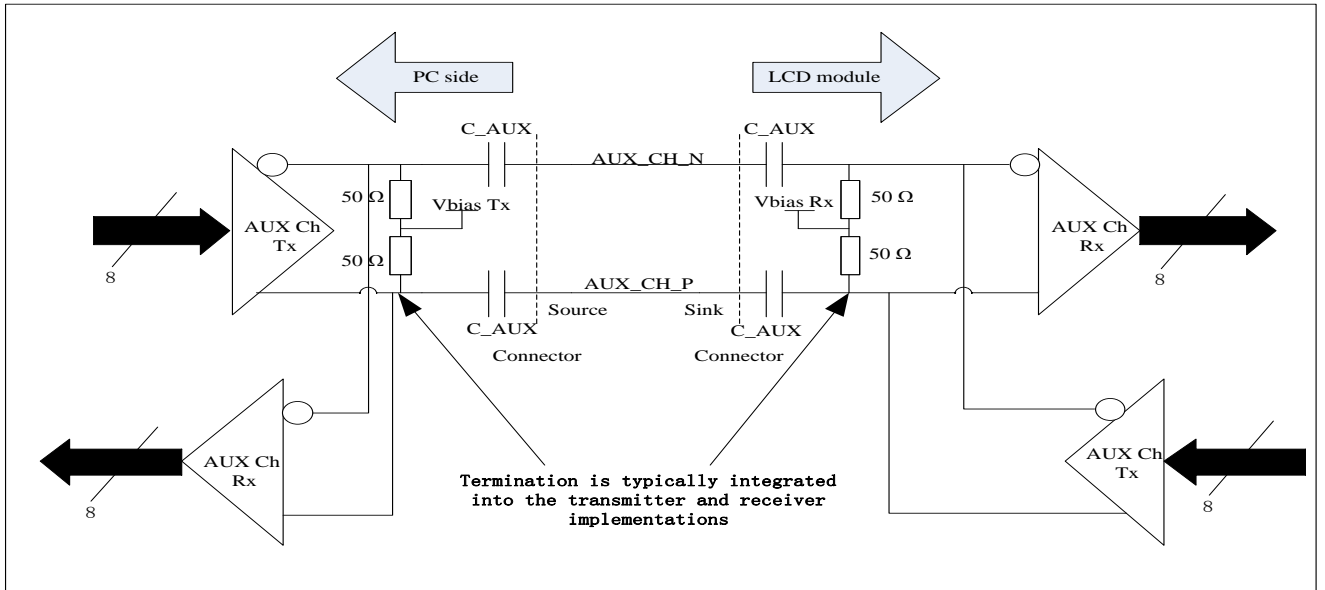 PC side
LCD module
C_AUX
C_AUX
AUX_CH_N
50 Ω
Vbias Tx
Vbias Rx
50 Ω
AUX Ch
Tx
AUX Ch
Rx
50 Ω
50 Ω
8
8
AUX_CH_P
Source
Sink
C_AUX
C_AUX
Connector
Connector
AUX Ch
Rx
AUX Ch
Tx
Termination is typically integrated
into the transmitter and receiver
implementations
8
8